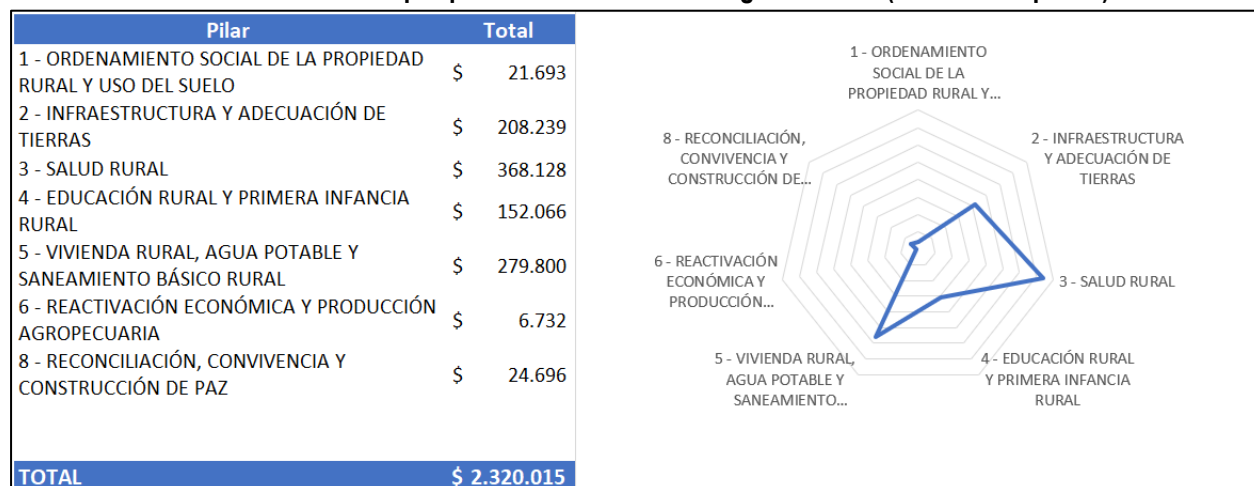 Pilar Total
1 - ORDENAMIENTO SOCIAL DE LA PROPIEDAD
RURAL Y USO DEL SUELO
$ 21.693
2 - INFRAESTRUCTURA Y ADECUACIÓN DE
TIERRAS
$ 208.239
3 - SALUD RURAL $ 368.128
4 - EDUCACIÓN RURAL Y PRIMERA INFANCIA
RURAL
$ 152.066
5 - VIVIENDA RURAL, AGUA POTABLE Y
SANEAMIENTO BÁSICO RURAL
$ 279.800
6 - REACTIVACIÓN ECONÓMICA Y PRODUCCIÓN
AGROPECUARIA
$ 6.732
8 - RECONCILIACIÓN, CONVIVENCIA Y
CONSTRUCCIÓN DE PAZ
$ 24.696
TOTAL $ 2.320.015
1 - ORDENAMIENTO
SOCIAL DE LA
PROPIEDAD RURAL Y...
2 - INFRAESTRUCTURA
Y ADECUACIÓN DE
TIERRAS
3 - SALUD RURAL
4 - EDUCACIÓN RURAL
Y PRIMERA INFANCIA
RURAL
5 - VIVIENDA RURAL,
AGUA POTABLE Y
SANEAMIENTO...
6 - REACTIVACIÓN
ECONÓMICA Y
PRODUCCIÓN...
8 - RECONCILIACIÓN,
CONVIVENCIA Y
CONSTRUCCIÓN DE...